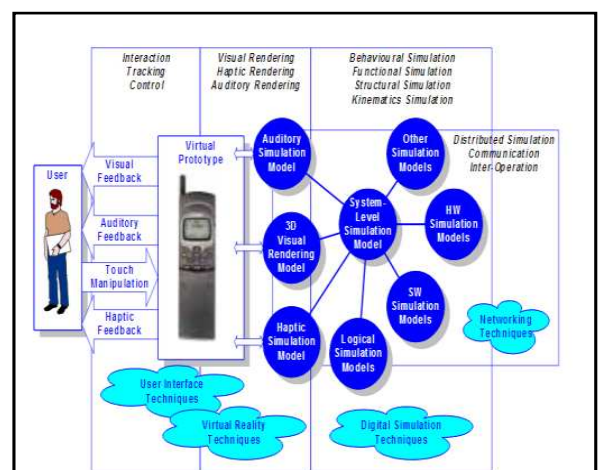 Interaction
Tracking
Control
Visual Rendering
Haptic Rendering
Auditory Rendering
Behavioural Simulation
Functional Simulation
Structural Simulation
Kinematics Simulation
Distributed Simulation
Communication
Inter-Operation
User
Visual
Feedback
Auditory
Feedback
Touch
Manipulation
Haptic
Feedback
Virtual
Prototype
Auditory
Simulation
Model
3D
Visual
Rendering
Model
Haptic
Simulation
Model
System-
Level
Simulation
Model
Other
Simulation
Models
HW
Simulation
Models
SW
Simulation
Models
Logical
Simulation
Models
Networking
Techniques
User Interface
Techniques
Virtual Reality
Techniques
Digital Simulation
Techniques